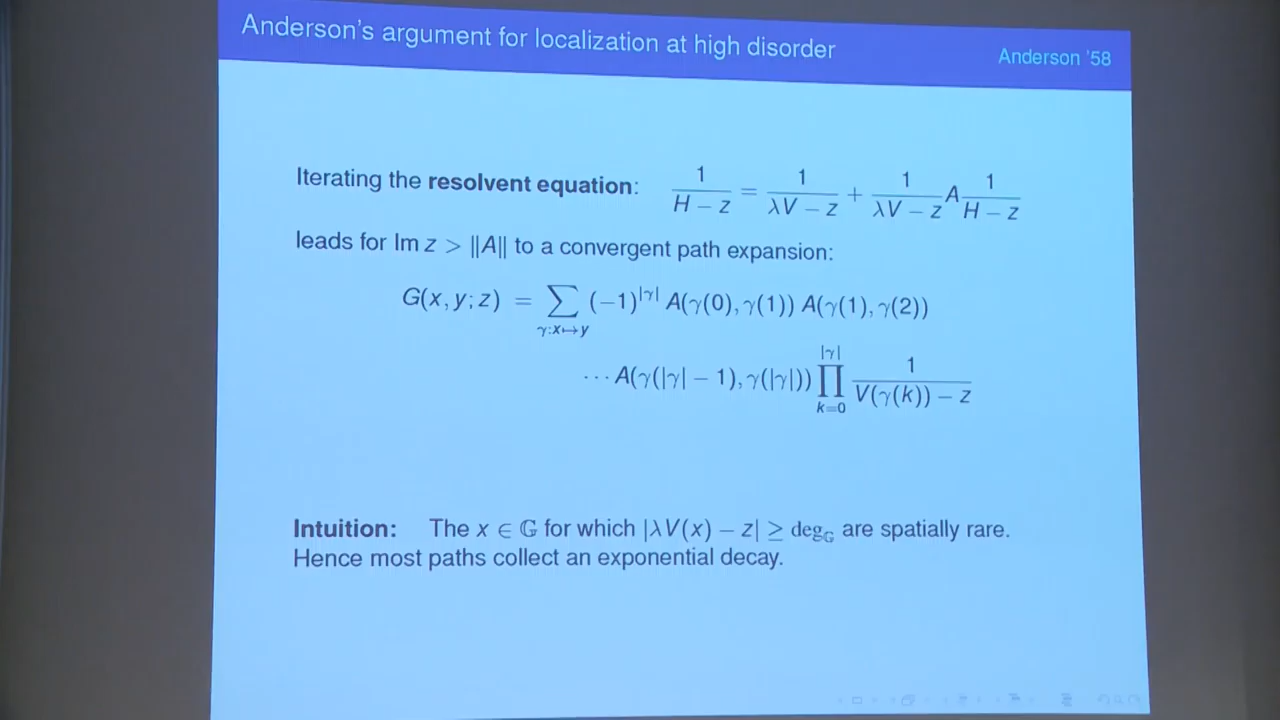 Anderson's argument for localization at high disorder
Anderson '58
Iterating the resolvent equation: 1/(H − z) = 1/(λV − z) + 1/(λV − z) A 1/(H − z)
leads for Im z > ‖A‖ to a convergent path expansion:
G(x, y; z) = ∑_{γ:x↦y} (−1)^{|γ|} A(γ(0), γ(1)) A(γ(1), γ(2))
⋯ A(γ(|γ| − 1), γ(|γ|)) ∏_{k=0}^{|γ|} 1/(V(γ(k)) − z)
Intuition: The x ∈ 𝔾 for which |λV(x) − z| ≥ deg_𝔾 are spatially rare.
Hence most paths collect an exponential decay.